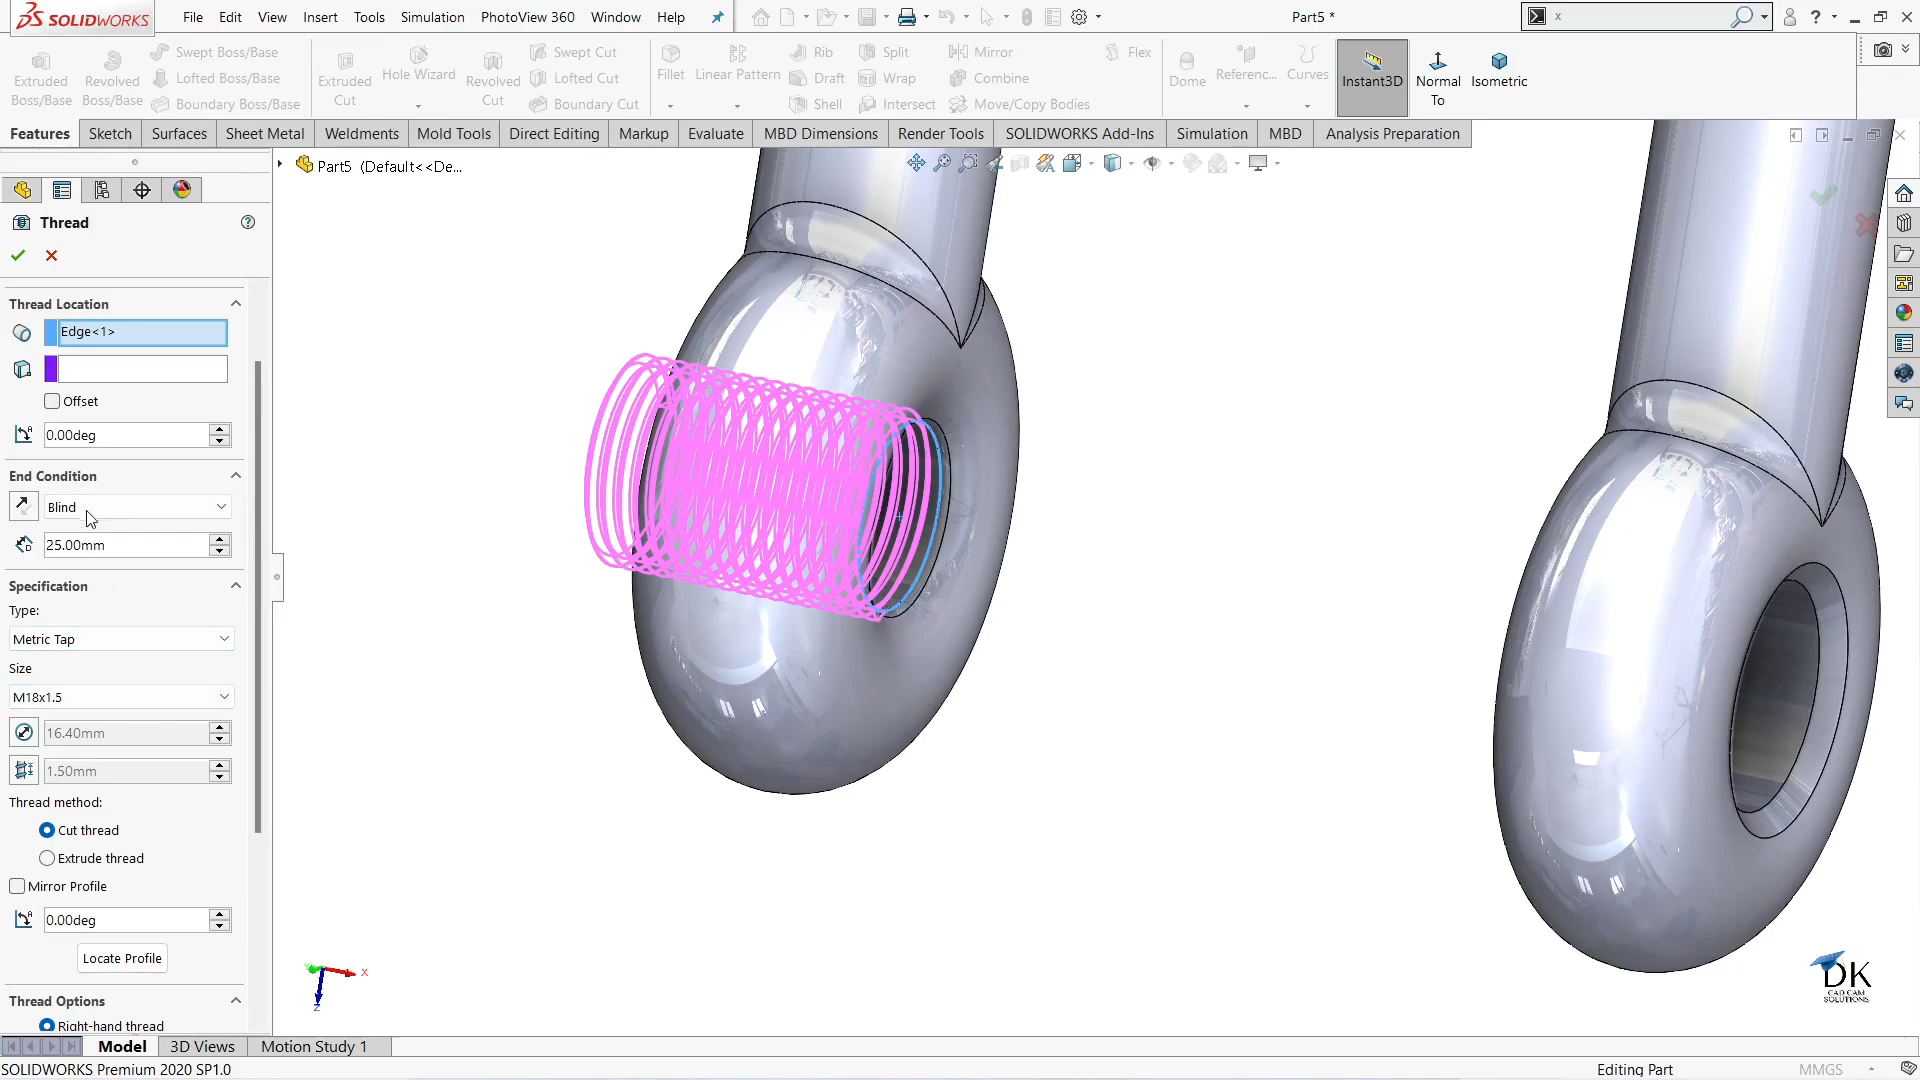 SOLIDWORKS
File Edit View Insert Tools Simulation PhotoView 360 Window Help
Part5 *
x
?
Extruded Boss/Base
Revolved Boss/Base
Swept Boss/Base
Lofted Boss/Base
Boundary Boss/Base
Extruded Cut
Hole Wizard
Revolved Cut
Swept Cut
Lofted Cut
Boundary Cut
Fillet
Linear Pattern
Rib
Draft
Shell
Split
Wrap
Intersect
Mirror
Combine
Move/Copy Bodies
Flex
Dome
Referenc...
Curves
Instant3D
Normal To
Isometric
Features Sketch Surfaces Sheet Metal Weldments Mold Tools Direct Editing Markup Evaluate MBD Dimensions Render Tools SOLIDWORKS Add-Ins Simulation MBD Analysis Preparation
Part5 (Default<<De...
Thread
?
Thread Location
Edge<1>
Offset
0.00deg
End Condition
Blind
25.00mm
Specification
Type:
Metric Tap
Size
M18x1.5
16.40mm
1.50mm
Thread method:
Cut thread
Extrude thread
Mirror Profile
0.00deg
Locate Profile
Thread Options
Right-hand thread
x
z
DK
CAD CAM
SOLUTIONS
Model 3D Views Motion Study 1
SOLIDWORKS Premium 2020 SP1.0
Editing Part
MMGS